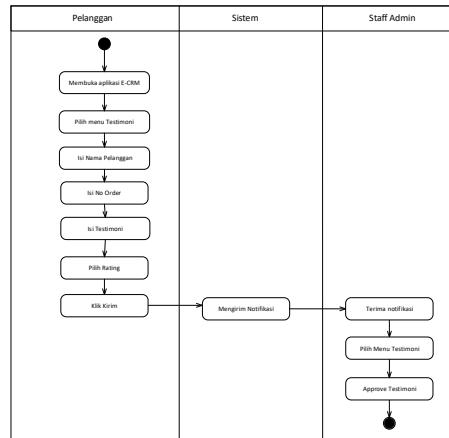 Pelanggan
Sistem
Staff Admin
Membuka aplikasi E-CRM
Pilih menu Testimoni
Isi Nama Pelanggan
Isi No Order
Isi Testimoni
Pilih Rating
Klik Kirim
Mengirim Notifikasi
Terima notifikasi
Pilih Menu Testimoni
Approve Testimoni